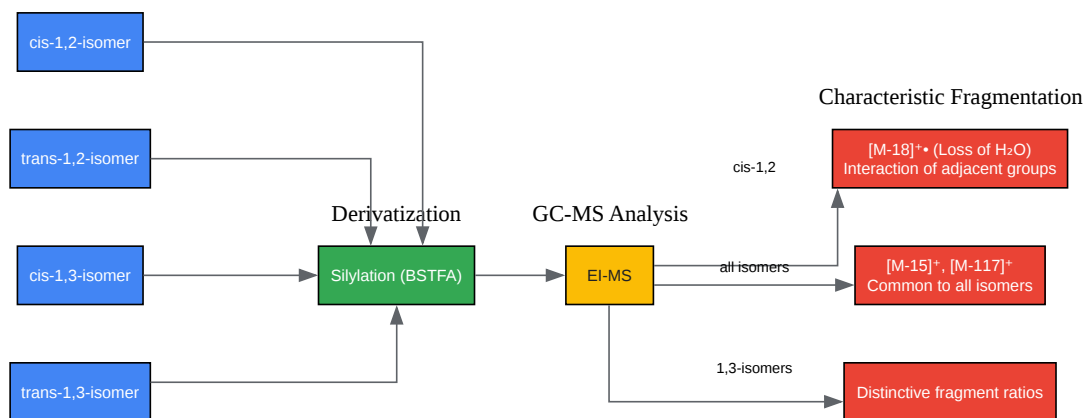 cis-1,2-isomer
Characteristic Fragmentation
trans-1,2-isomer
[M-18]⁺• (Loss of H₂O)
Interaction of adjacent groups
cis-1,2
Derivatization
GC-MS Analysis
cis-1,3-isomer
Silylation (BSTFA)
EI-MS
all isomers
[M-15]⁺, [M-117]⁺
Common to all isomers
trans-1,3-isomer
1,3-isomers
Distinctive fragment ratios